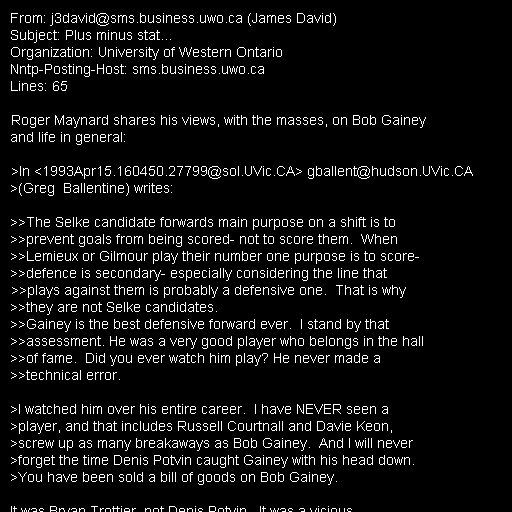 From: j3david@sms.business.uwo.ca (James David)
Subject: Plus minus stat...
Organization: University of Western Ontario
Nntp-Posting-Host: sms.business.uwo.ca
Lines: 65

Roger Maynard shares his views, with the masses, on Bob Gainey
and life in general:

>In <1993Apr15.160450.27799@sol.UVic.CA> gballent@hudson.UVic.CA
>(Greg  Ballentine) writes:

>>The Selke candidate forwards main purpose on a shift is to
>>prevent goals from being scored- not to score them.  When
>>Lemieux or Gilmour play their number one purpose is to score-
>>defence is secondary- especially considering the line that
>>plays against them is probably a defensive one.  That is why
>>they are not Selke candidates.
>>Gainey is the best defensive forward ever.  I stand by that
>>assessment. He was a very good player who belongs in the hall
>>of fame.  Did you ever watch him play? He never made a
>>technical error.

>I watched him over his entire career.  I have NEVER seen a
>player, and that includes Russell Courtnall and Davie Keon,
>screw up as many breakaways as Bob Gainey.  And I will never
>forget the time Denis Potvin caught Gainey with his head down.
>You have been sold a bill of goods on Bob Gainey.

It was Bryan Trottier, not Denis Potvin.  It was a vicious